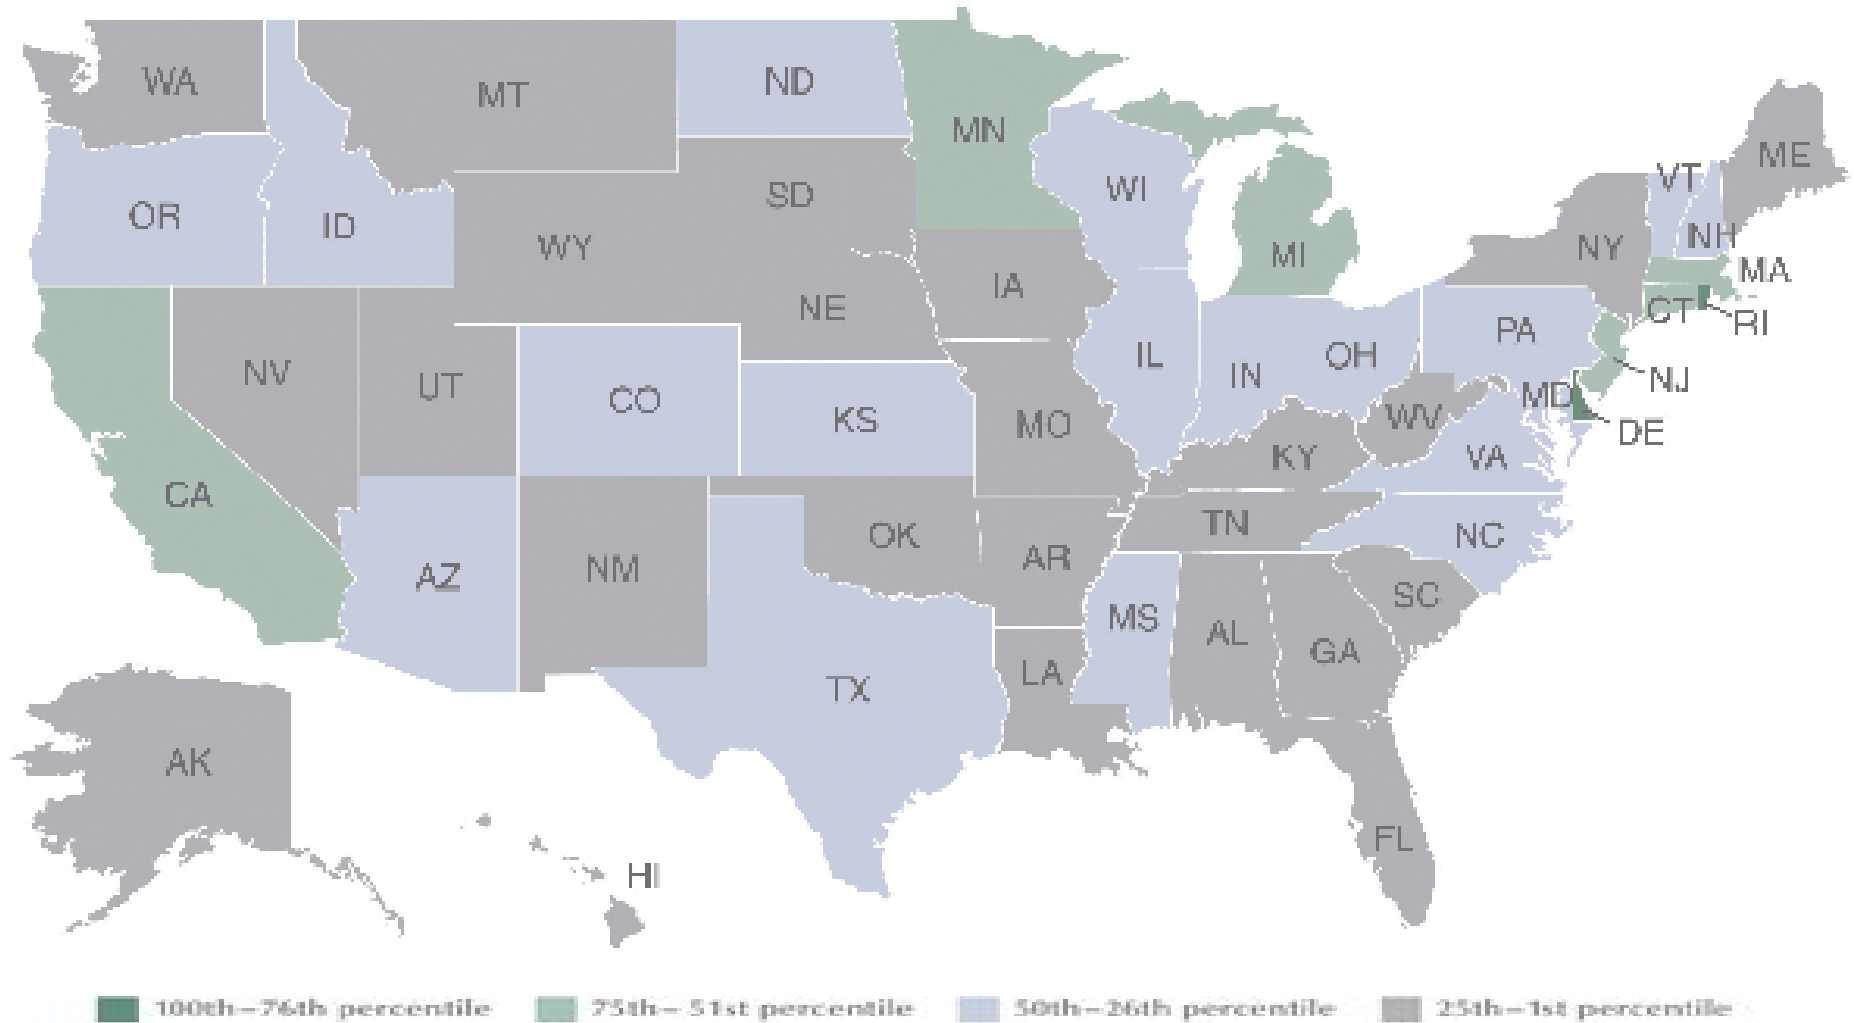 WA
MT
ND
MN
ME
VT
SD
WI
OR
ID
NH
WY
NY
MI
MA
IA
CT
NE
RI
PA
IL
OH
IN
NV
UT
CO
NJ
MD
KS
MO
WV
DE
KY
VA
CA
TN
NC
OK
AR
NM
AZ
SC
MS
AL
GA
LA
TX
AK
FL
HI
100th–76th percentile 75th–51st percentile 50th–26th percentile 25th–1st percentile